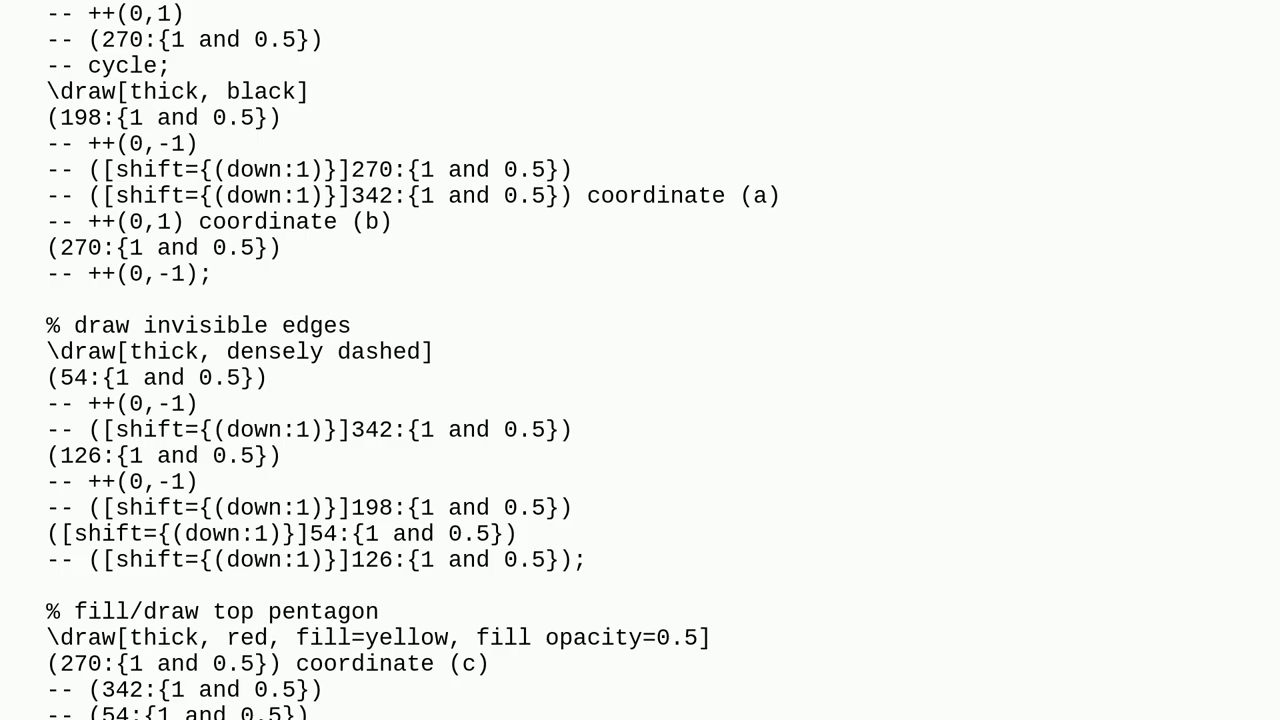 -- ++(0,1)
-- (270:{1 and 0.5})
-- cycle;
\draw[thick, black]
(198:{1 and 0.5})
-- ++(0,-1)
-- ([shift={(down:1)}]270:{1 and 0.5})
-- ([shift={(down:1)}]342:{1 and 0.5}) coordinate (a)
-- ++(0,1) coordinate (b)
(270:{1 and 0.5})
-- ++(0,-1);

% draw invisible edges
\draw[thick, densely dashed]
(54:{1 and 0.5})
-- ++(0,-1)
-- ([shift={(down:1)}]342:{1 and 0.5})
(126:{1 and 0.5})
-- ++(0,-1)
-- ([shift={(down:1)}]198:{1 and 0.5})
([shift={(down:1)}]54:{1 and 0.5})
-- ([shift={(down:1)}]126:{1 and 0.5});

% fill/draw top pentagon
\draw[thick, red, fill=yellow, fill opacity=0.5]
(270:{1 and 0.5}) coordinate (c)
-- (342:{1 and 0.5})
-- (54:{1 and 0.5})